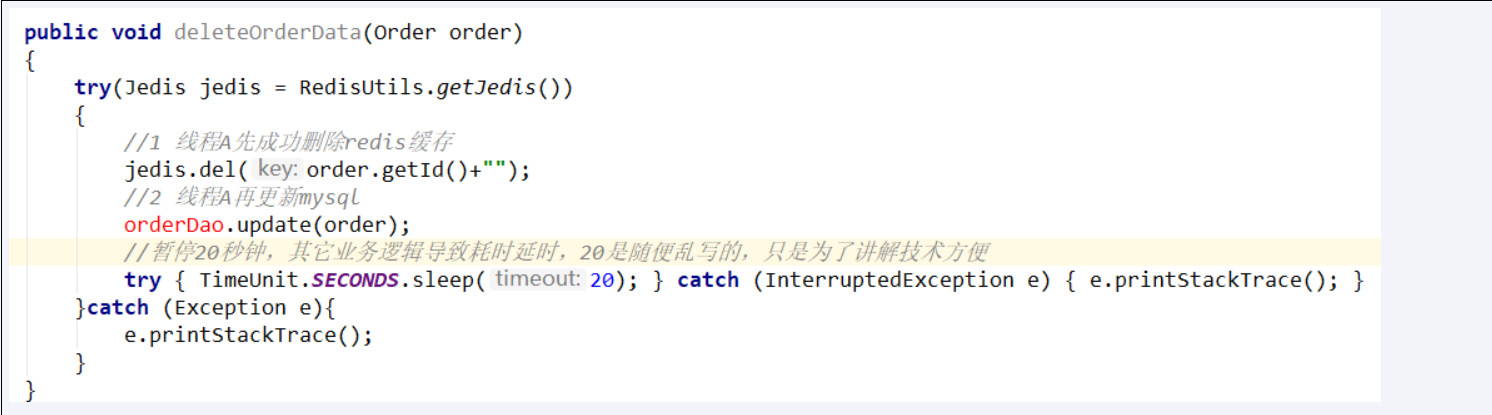 public void deleteOrderData(Order order)
{
try(Jedis jedis = RedisUtils.getJedis())
{
//1 线程A先成功删除redis缓存
jedis.del( key: order.getId()+"");
//2 线程A再更新mysql
orderDao.update(order);
//暂停20秒钟，其它业务逻辑导致耗时延时，20是随便乱写的，只是为了讲解技术方便
try { TimeUnit.SECONDS.sleep( timeout: 20); } catch (InterruptedException e) { e.printStackTrace(); }
}catch (Exception e){
e.printStackTrace();
}
}